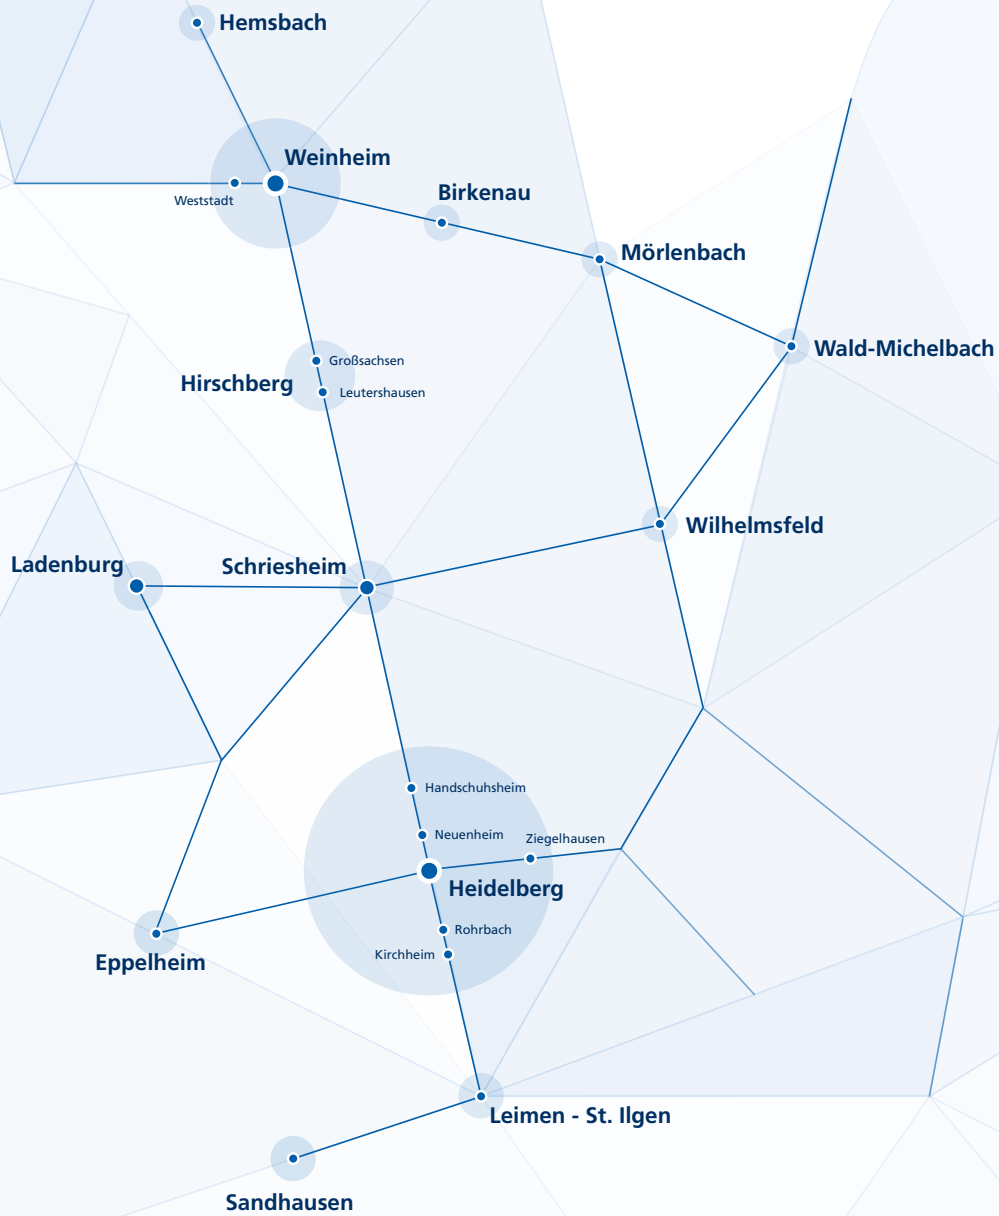 Hemsbach
Weinheim
Weststadt
Birkenau
Mörlenbach
Wald-Michelbach
Großsachsen
Hirschberg
Leutershausen
Wilhelmsfeld
Ladenburg
Schriesheim
Handschuhsheim
Neuenheim
Ziegelhausen
Heidelberg
Rohrbach
Kirchheim
Eppelheim
Leimen - St. Ilgen
Sandhausen